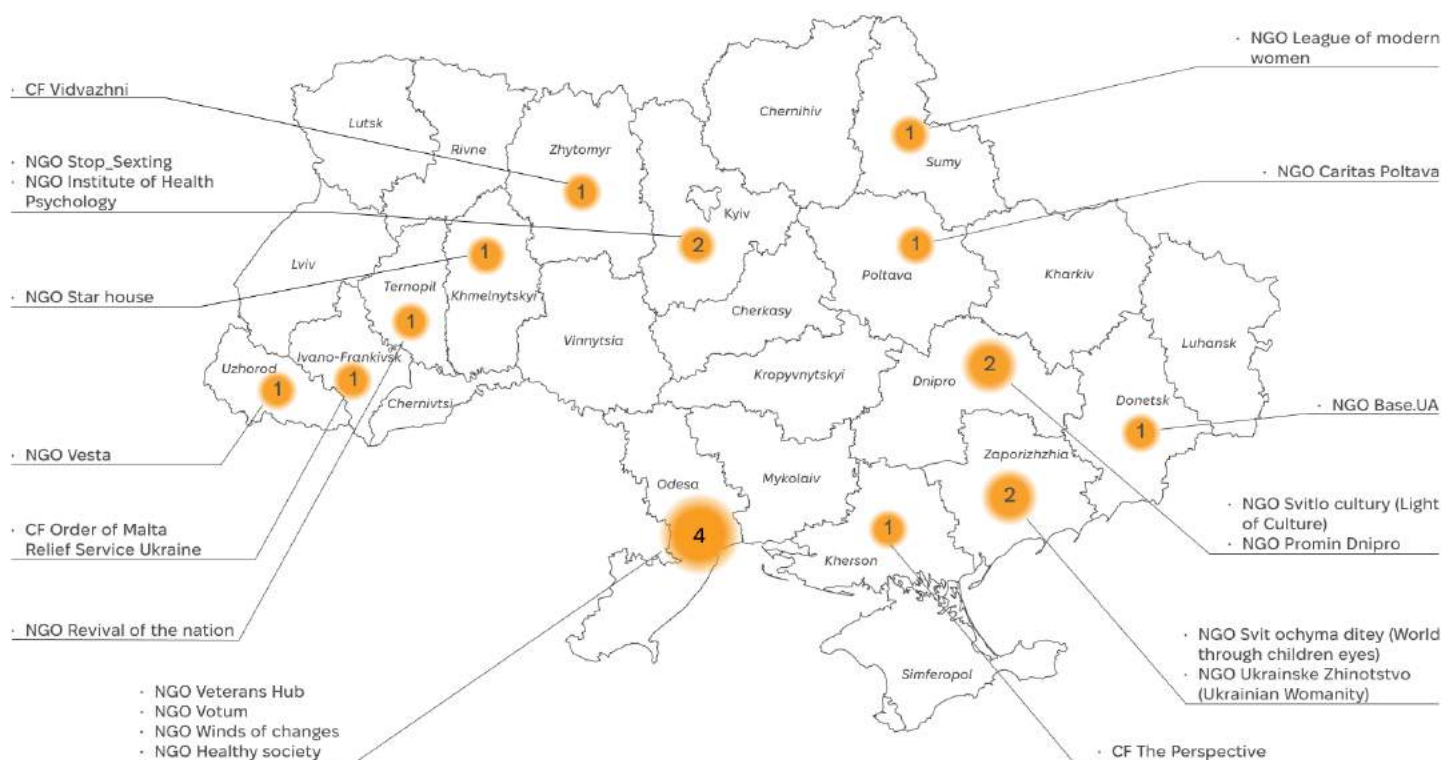 · NGO League of modern
women
· CF Vidvazhni
Chernihiv
Lutsk
1
Rivne
Zhytomyr
Sumy
· NGO Stop_Sexting
· NGO Institute of Health
Psychology
· NGO Caritas Poltava
1
Kyiv
2
1
1
Lviv
Poltava
Kharkiv
Ternopil
Khmelnytskyi
· NGO Star house
Cherkasy
1
Vinnytsia
Luhansk
Ivano-Frankivsk
Uzhorod
2
Kropyvnytskyi
Dnipro
1
1
Chernivtsi
Donetsk
· NGO Base.UA
1
· NGO Vesta
Zaporizhzhia
Odesa
Mykolaiv
2
· NGO Svitlo cultury (Light
of Culture)
· NGO Promin Dnipro
· CF Order of Malta
Relief Service Ukraine
4
1
Kherson
· NGO Revival of the nation
· NGO Svit ochyma ditey (World
through children eyes)
· NGO Ukrainske Zhinotstvo
(Ukrainian Womanity)
Simferopol
· NGO Veterans Hub
· NGO Votum
· NGO Winds of changes
· NGO Healthy society
· CF The Perspective